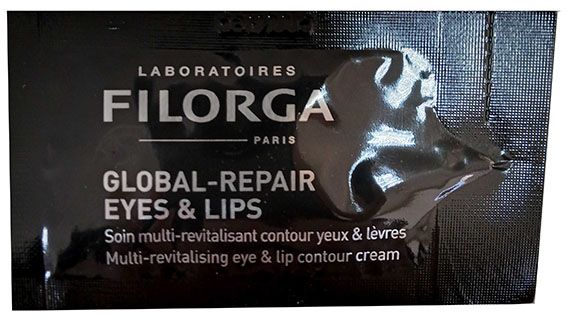 LABORATOIRES
FILORGA
PARIS
GLOBAL-REPAIR
EYES & LIPS
Soin multi-revitalisant contour yeux & lèvres
Multi-revitalising eye & lip contour cream